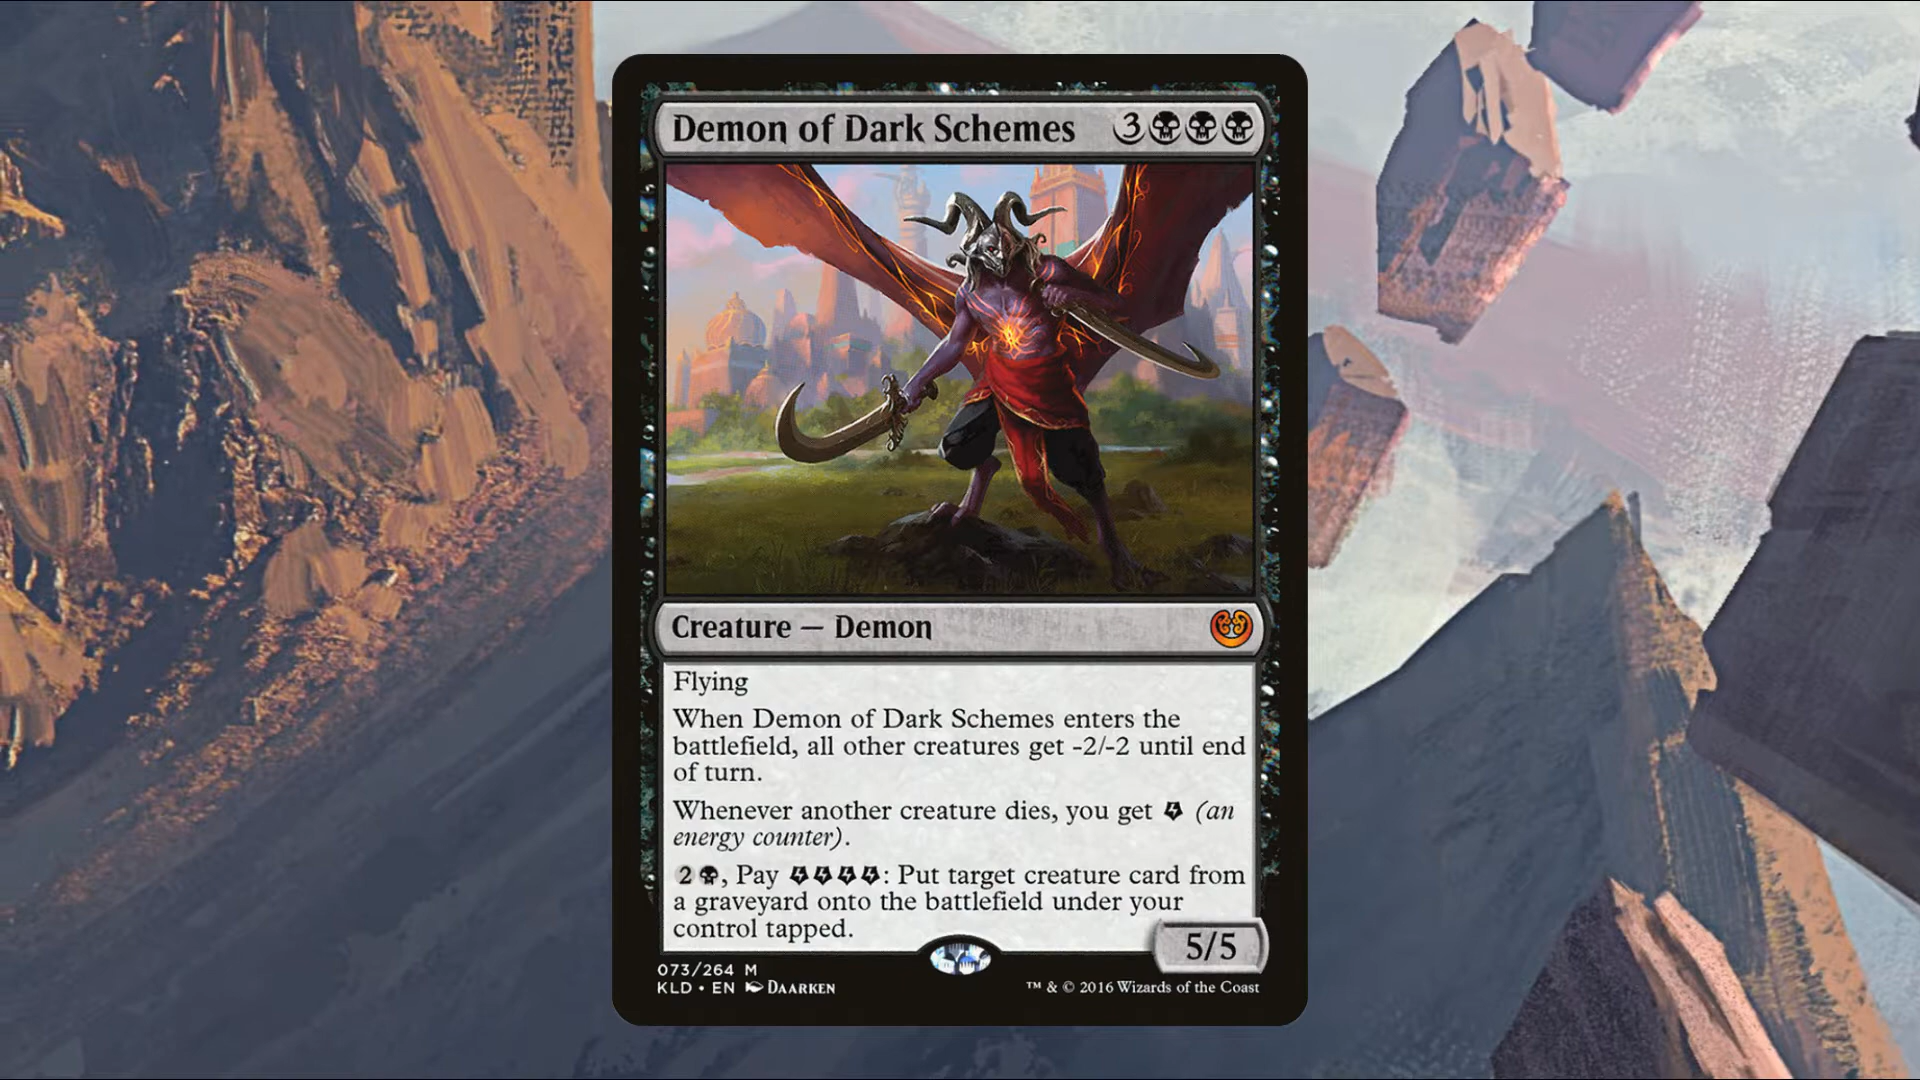 Demon of Dark Schemes 3
Creature — Demon
Flying
When Demon of Dark Schemes enters the
battlefield, all other creatures get -2/-2 until end
of turn.
Whenever another creature dies, you get (an
energy counter).
2, Pay : Put target creature card from
a graveyard onto the battlefield under your
control tapped.
5/5
073/264 M
KLD • EN DAARKEN
™ & © 2016 Wizards of the Coast